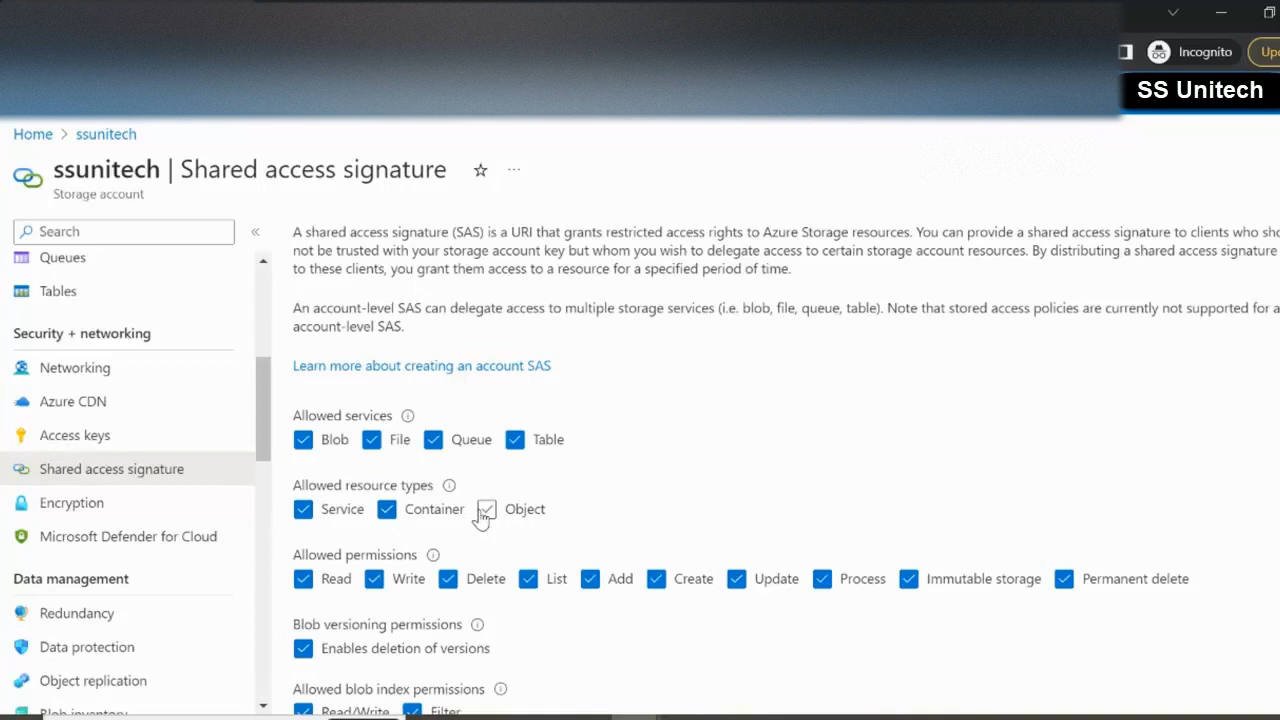 Incognito
Up
SS Unitech
Home > ssunitech
ssunitech | Shared access signature
Storage account
Search
Queues
Tables
Security + networking
Networking
Azure CDN
Access keys
Shared access signature
Encryption
Microsoft Defender for Cloud
Data management
Redundancy
Data protection
Object replication
Blob inventory
A shared access signature (SAS) is a URI that grants restricted access rights to Azure Storage resources. You can provide a shared access signature to clients who sho
not be trusted with your storage account key but whom you wish to delegate access to certain storage account resources. By distributing a shared access signature
to these clients, you grant them access to a resource for a specified period of time.
An account-level SAS can delegate access to multiple storage services (i.e. blob, file, queue, table). Note that stored access policies are currently not supported for a
account-level SAS.
Learn more about creating an account SAS
Allowed services
Blob File Queue Table
Allowed resource types
Service Container Object
Allowed permissions
Read Write Delete List Add Create Update Process Immutable storage Permanent delete
Blob versioning permissions
Enables deletion of versions
Allowed blob index permissions
Read/Write Filter